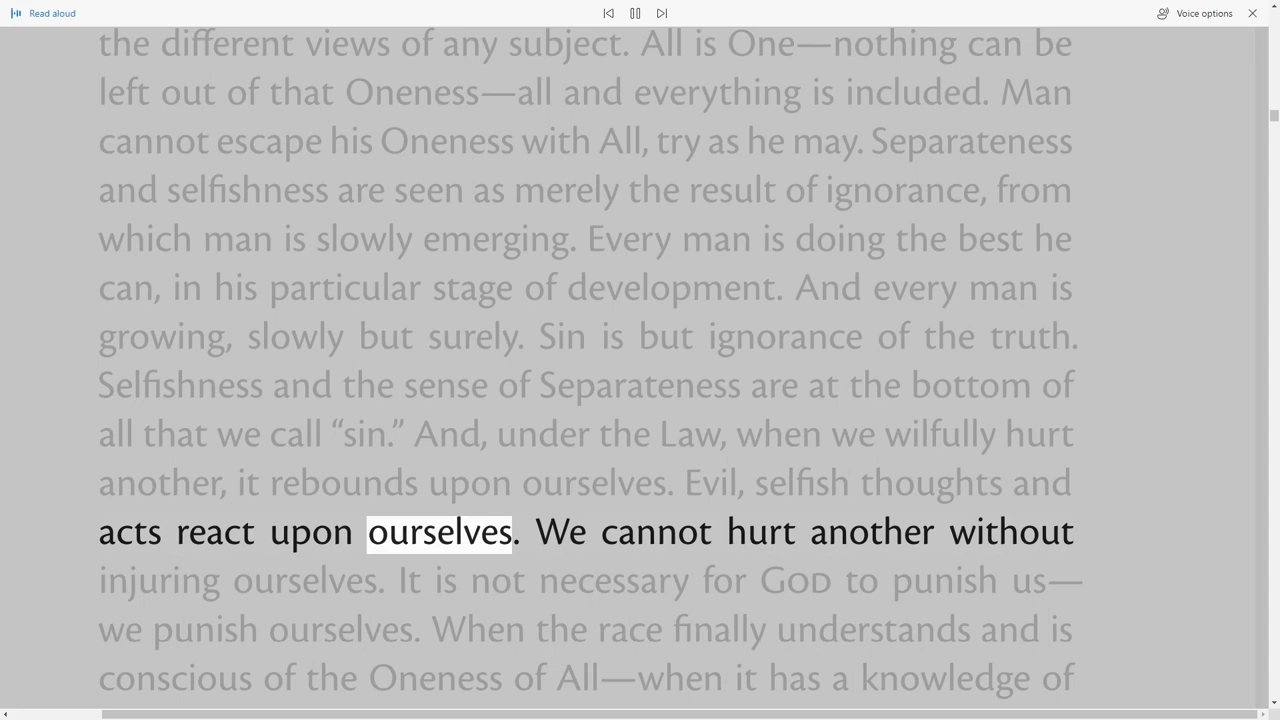 Read aloud
Voice options
the different views of any subject. All is One—nothing can be
left out of that Oneness—all and everything is included. Man
cannot escape his Oneness with All, try as he may. Separateness
and selfishness are seen as merely the result of ignorance, from
which man is slowly emerging. Every man is doing the best he
can, in his particular stage of development. And every man is
growing, slowly but surely. Sin is but ignorance of the truth.
Selfishness and the sense of Separateness are at the bottom of
all that we call “sin.” And, under the Law, when we wilfully hurt
another, it rebounds upon ourselves. Evil, selfish thoughts and
acts react upon ourselves. We cannot hurt another without
injuring ourselves. It is not necessary for GOD to punish us—
we punish ourselves. When the race finally understands and is
conscious of the Oneness of All—when it has a knowledge of